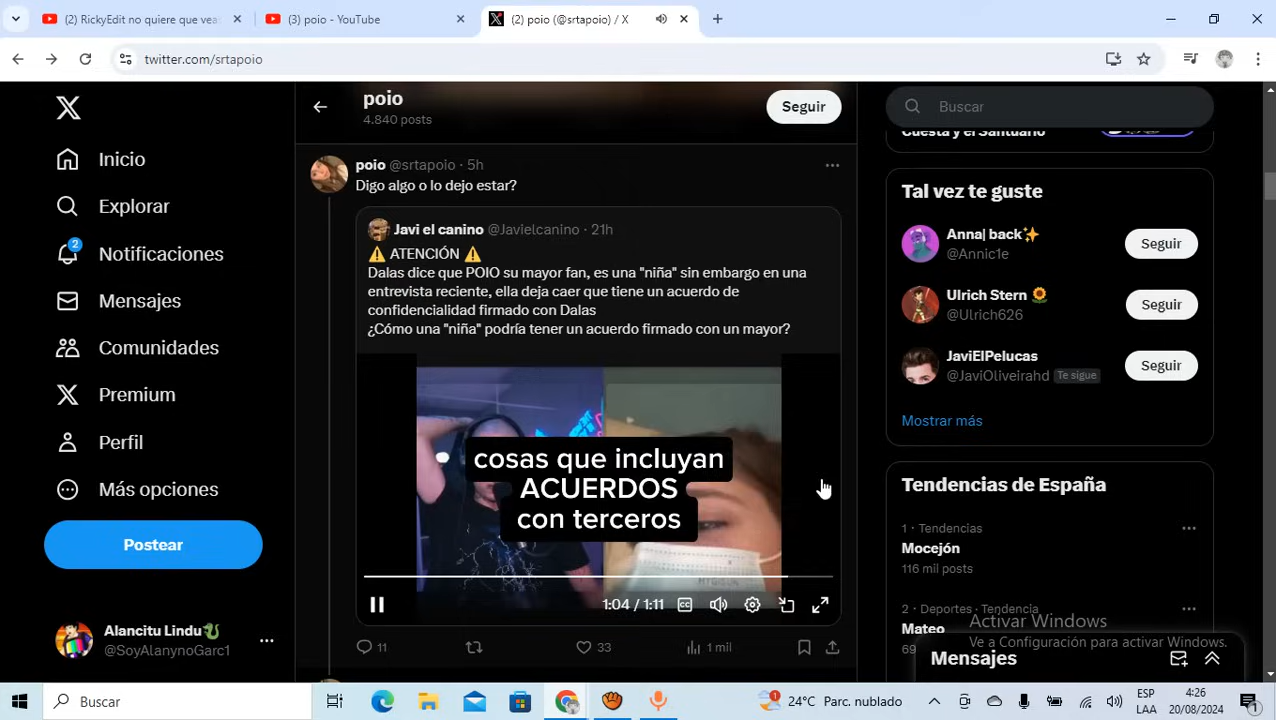 (2) RickyEdit no quiere que vea
(3) poio - YouTube
(2) poio (@srtapoio) / X
twitter.com/srtapoio
poio
4.840 posts
Seguir
Buscar
Inicio
Explorar
2
Notificaciones
Mensajes
Comunidades
Premium
Perfil
Más opciones
Postear
Alancitu Lindu
@SoyAlanynoGarc1
poio @srtapoio · 5h
Digo algo o lo dejo estar?
Javi el canino @Javielcanino · 21h
⚠️ ATENCIÓN ⚠️
Dalas dice que POIO su mayor fan, es una "niña" sin embargo en una
entrevista reciente, ella deja caer que tiene un acuerdo de
confidencialidad firmado con Dalas
¿Cómo una "niña" podría tener un acuerdo firmado con un mayor?
cosas que incluyan
ACUERDOS
con terceros
1:04 / 1:11
CC
11
33
1 mil
Cuesta y el Santuario
Tal vez te guste
Anna| back✨
@Annic1e
Seguir
Ulrich Stern 🌻
@Ulrich626
Seguir
JaviElPelucas
@JaviOliveirahd Te sigue
Seguir
Mostrar más
Tendencias de España
1 · Tendencias
Mocejón
116 mil posts
2 · Deportes · Tendencia
Mateo
69
Activar Windows
Ve a Configuración para activar Windows.
Mensajes
Buscar
24°C Parc. nublado
ESP
LAA
4:26
20/08/2024